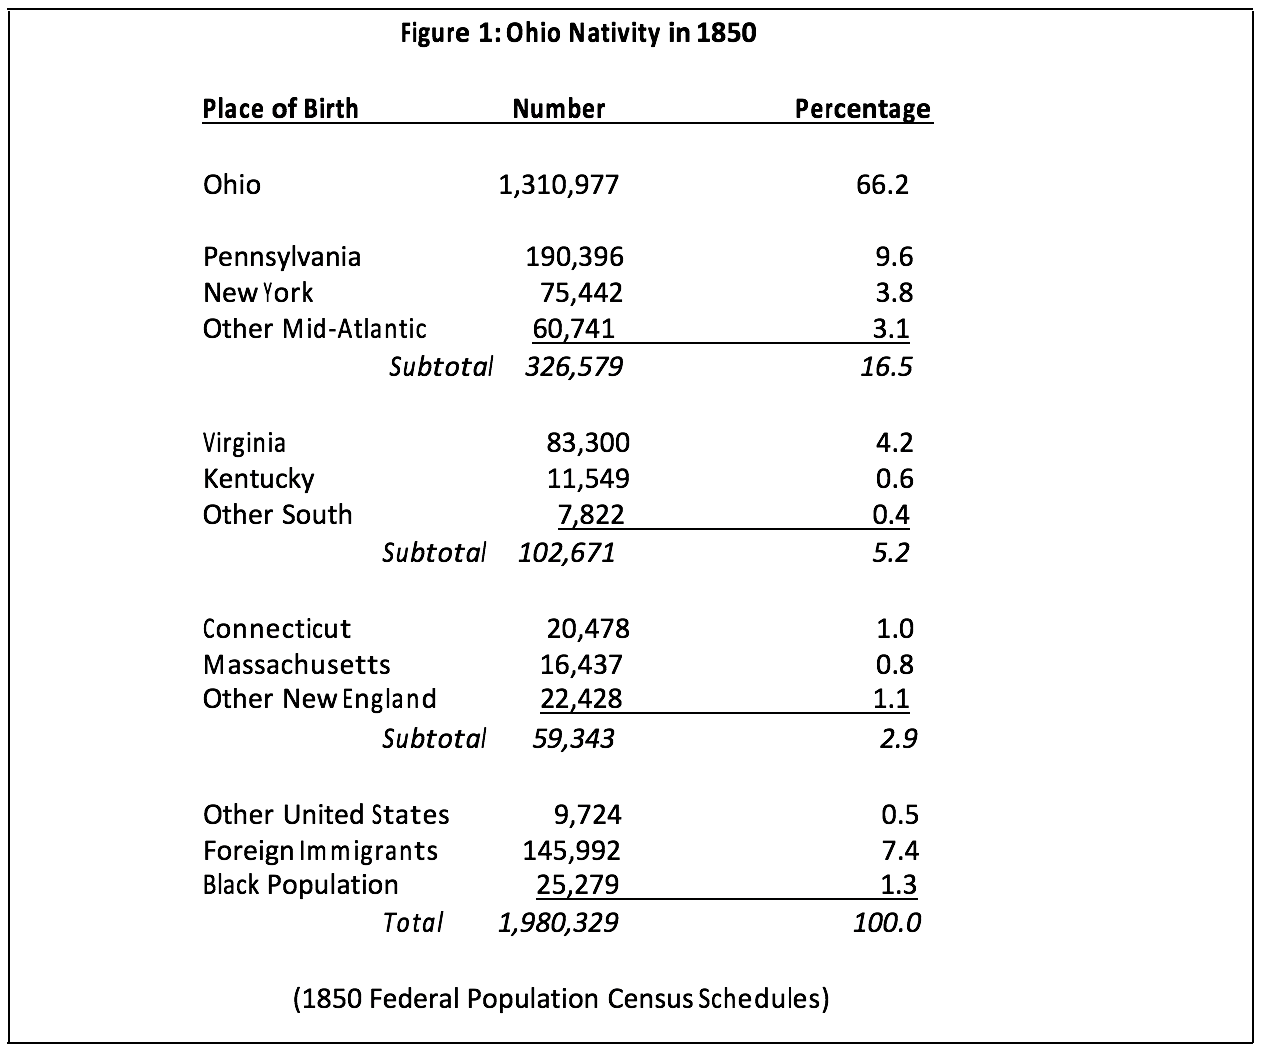 Figure 1: Ohio Nativity in 1850
Place of Birth Number Percentage
Ohio 1,310,977 66.2
Pennsylvania 190,396 9.6
New York 75,442 3.8
Other Mid-Atlantic 60,741 3.1
Subtotal 326,579 16.5
Virginia 83,300 4.2
Kentucky 11,549 0.6
Other South 7,822 0.4
Subtotal 102,671 5.2
Connecticut 20,478 1.0
Massachusetts 16,437 0.8
Other New England 22,428 1.1
Subtotal 59,343 2.9
Other United States 9,724 0.5
Foreign Immigrants 145,992 7.4
Black Population 25,279 1.3
Total 1,980,329 100.0
(1850 Federal Population Census Schedules)